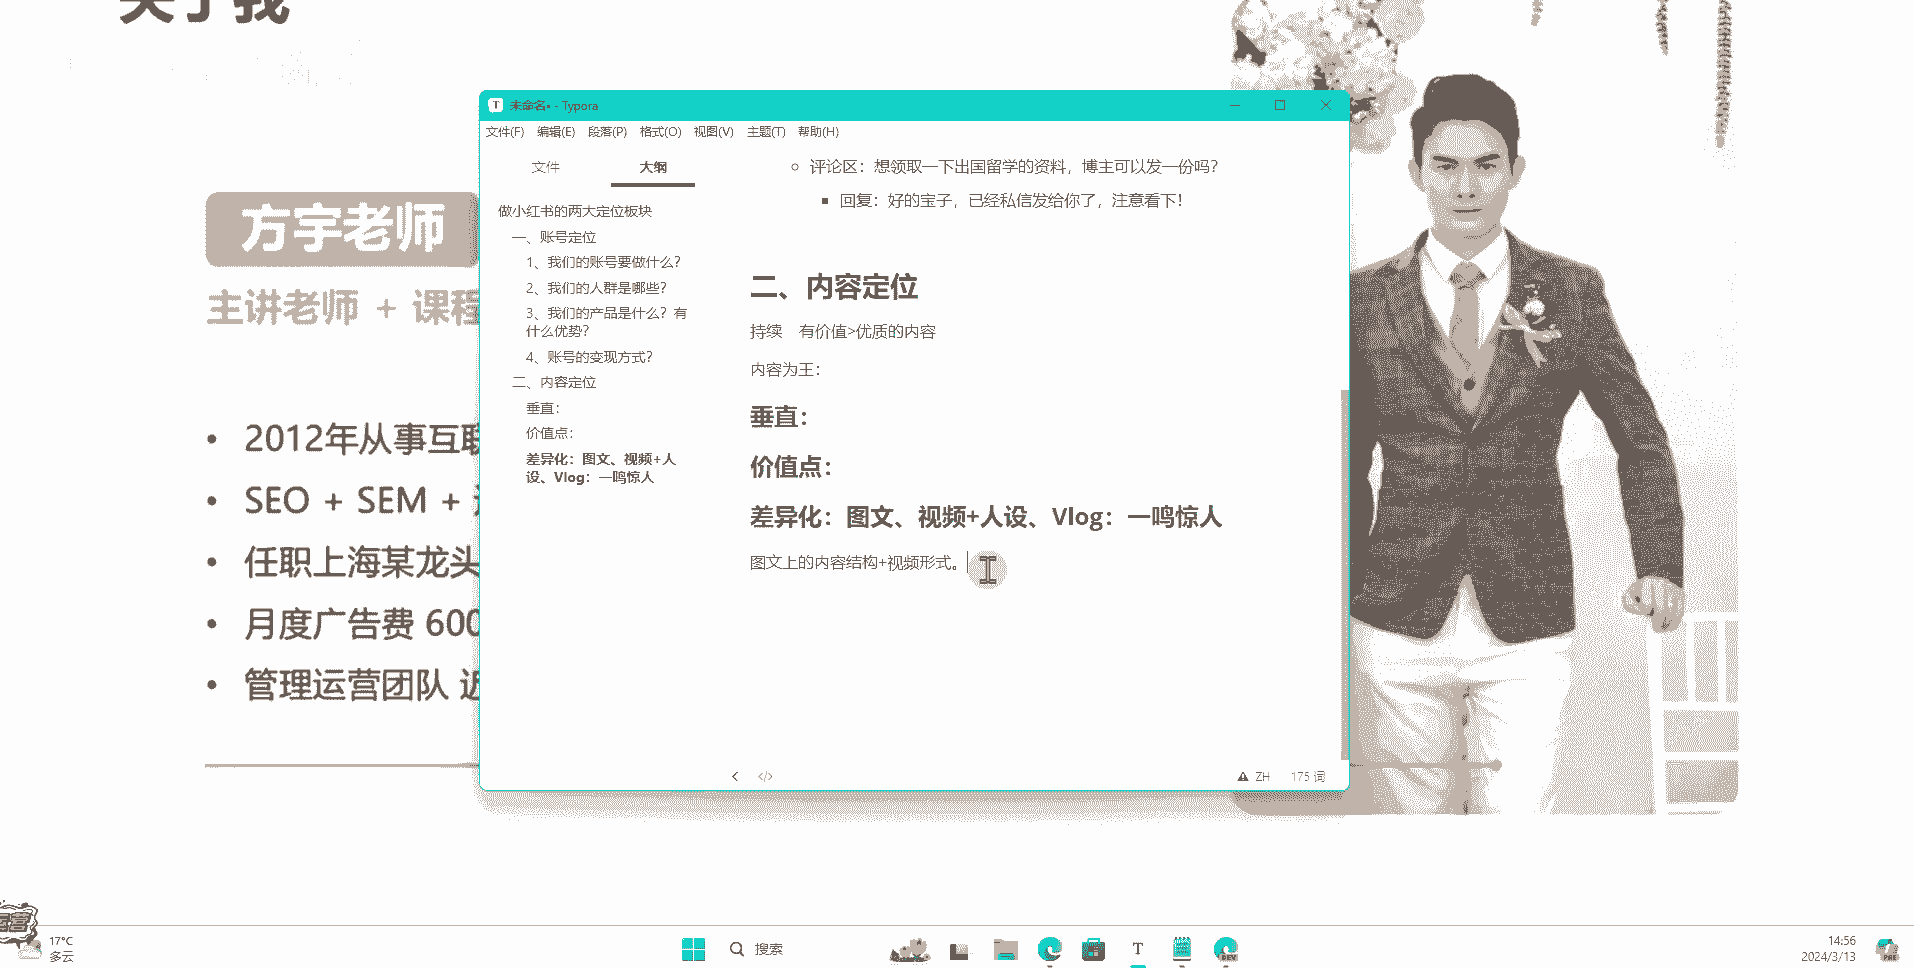 关于我
方宇老师
主讲老师 + 课程
• 2012年从事互联
• SEO + SEM +
• 任职上海某龙头
• 月度广告费 600
• 管理运营团队 近
未命名• - Typora
文件(F) 编辑(E) 段落(P) 格式(O) 视图(V) 主题(T) 帮助(H)
文件 大纲
做小红书的两大定位板块
一、账号定位
1、我们的账号要做什么？
2、我们的人群是哪些？
3、我们的产品是什么？有
什么优势？
4、账号的变现方式？
二、内容定位
垂直：
价值点：
差异化：图文、视频+人
设、Vlog：一鸣惊人
评论区：想领取一下出国留学的资料，博主可以发一份吗？
回复：好的宝子，已经私信发给你了，注意看下！
二、内容定位
持续 有价值>优质的内容
内容为王：
垂直：
价值点：
差异化：图文、视频+人设、Vlog：一鸣惊人
图文上的内容结构+视频形式。
ZH 175 词
运营
17°C
多云
搜索
T
DEV
14:56
2024/3/13
PRE